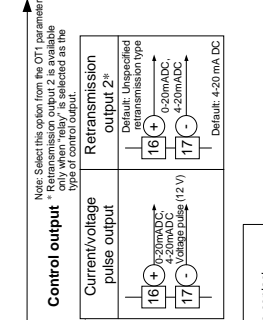 Note: Select this option from the OT1 parameter
* Retransmission output 2 is available
only when "relay" is selected as the
type of control output.
Control output
Current/voltage
pulse output
16 +
17 -
0-20mADC,
4-20mADC
Voltage pulse (12 V)
Retransmission
output 2*
Default: Unspecified
retransmission type
16 +
17 -
0-20mADC,
4-20mADC
Default: 4-20 mA DC